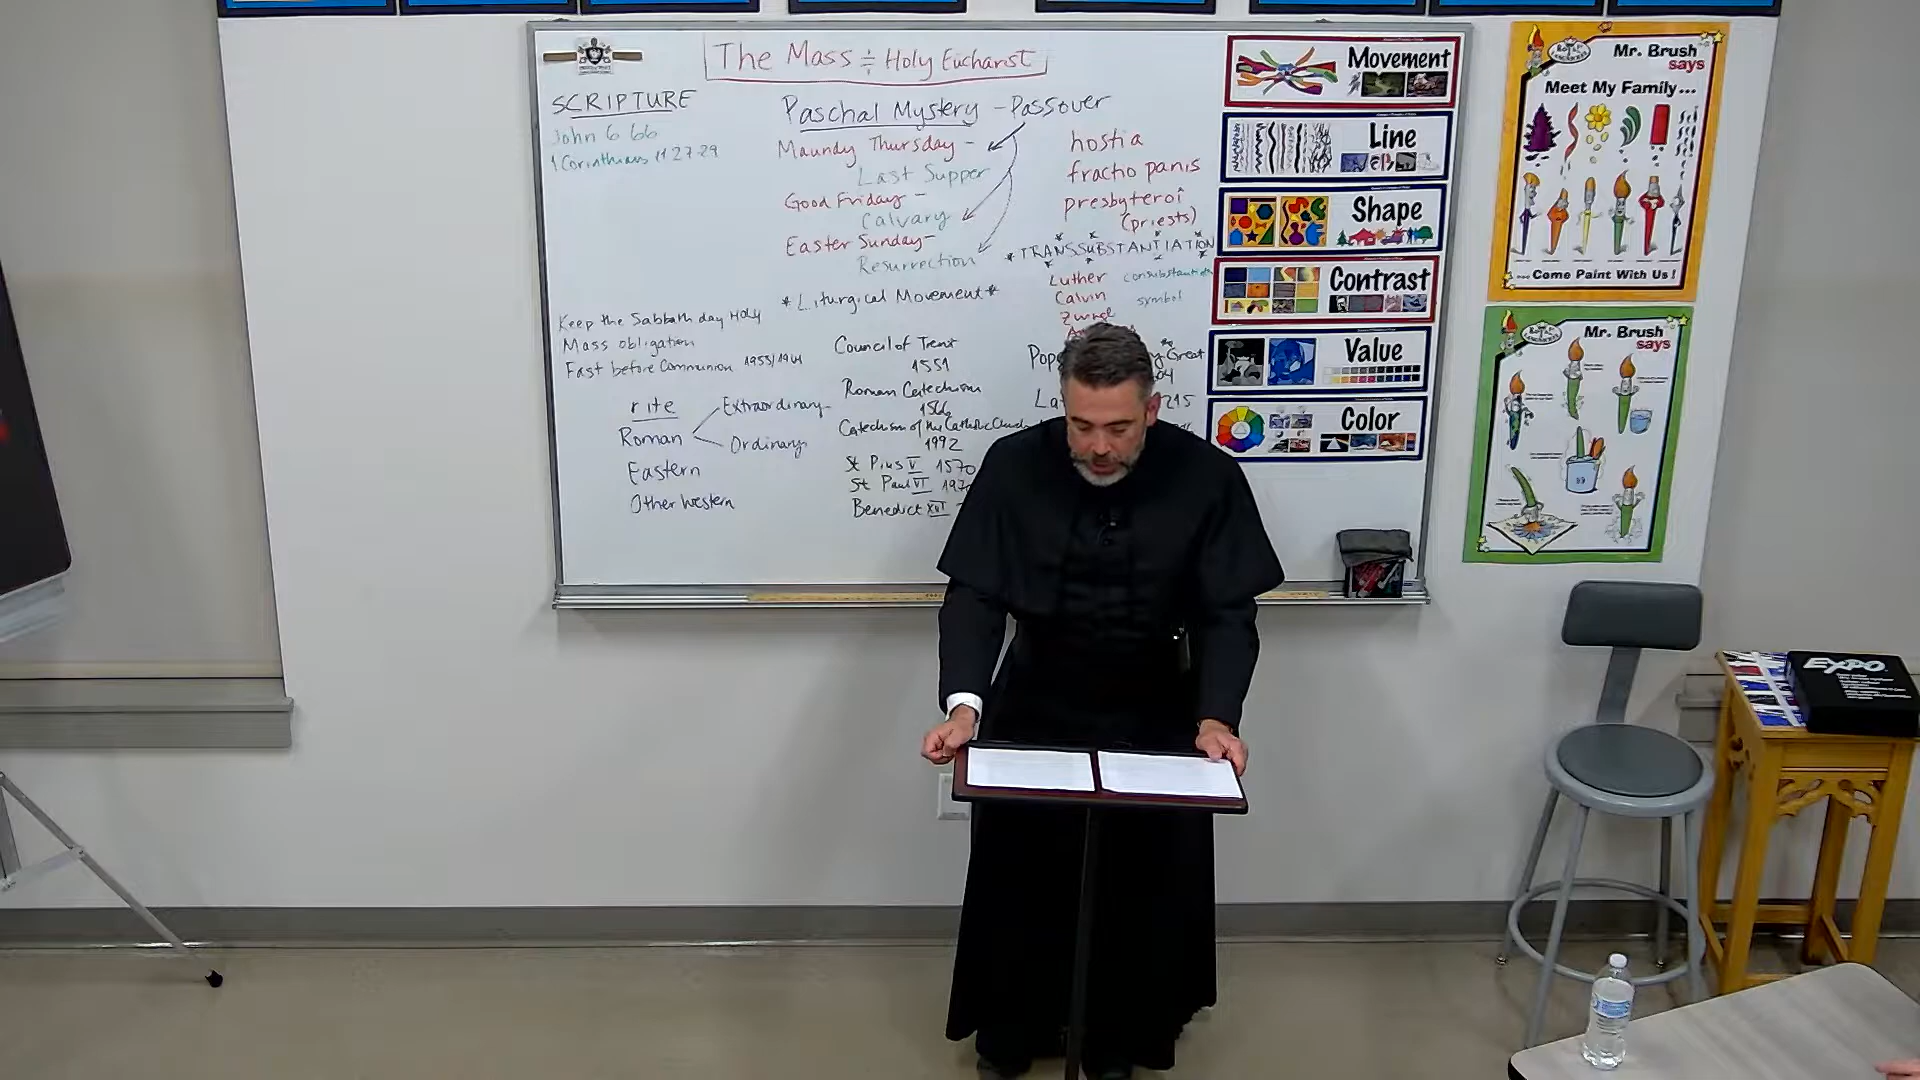 The Mass ÷ Holy Eucharist
SCRIPTURE
John 6 66
1 Corinthians 11 27-29
Keep the Sabbath day Holy
Mass obligation
Fast before Communion 1953/1964
rite
Roman
Extraordinary
Ordinary
Eastern
Other Western
Paschal Mystery - Passover
Maundy Thursday -
Last Supper
Good Friday -
Calvary
Easter Sunday-
Resurrection
*Liturgical Movement*
Council of Trent
1551
Roman Catechism
1566
Catechism of the Catholic Church
1992
St Pius V 1570
St Paul VI
Benedict XVI
hostia
fractio panis
presbyteroi
(priests)
*TRANSSUBSTANTIATION
Luther
Calvin symbol
Great
Movement
Line
Shape
Contrast
Value
Color
Mr. Brush
says
Meet My Family...
... Come Paint With Us!
Mr. Brush
says
EXPO